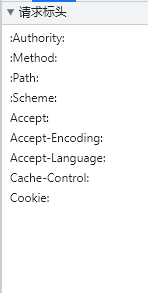 请求标头
:Authority:
:Method:
:Path:
:Scheme:
Accept:
Accept-Encoding:
Accept-Language:
Cache-Control:
Cookie: